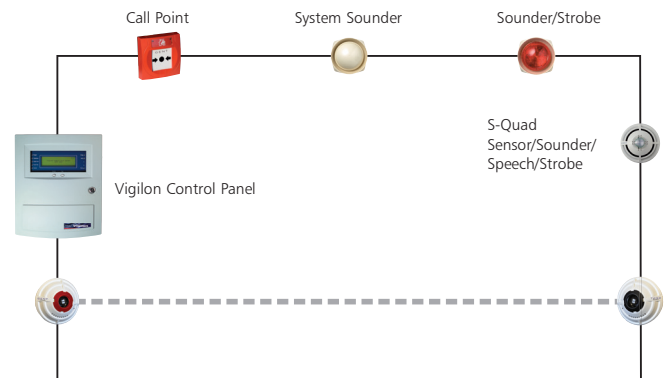 Call Point
System Sounder
Sounder/Strobe
S-Quad
Sensor/Sounder/
Speech/Strobe
Vigilon Control Panel